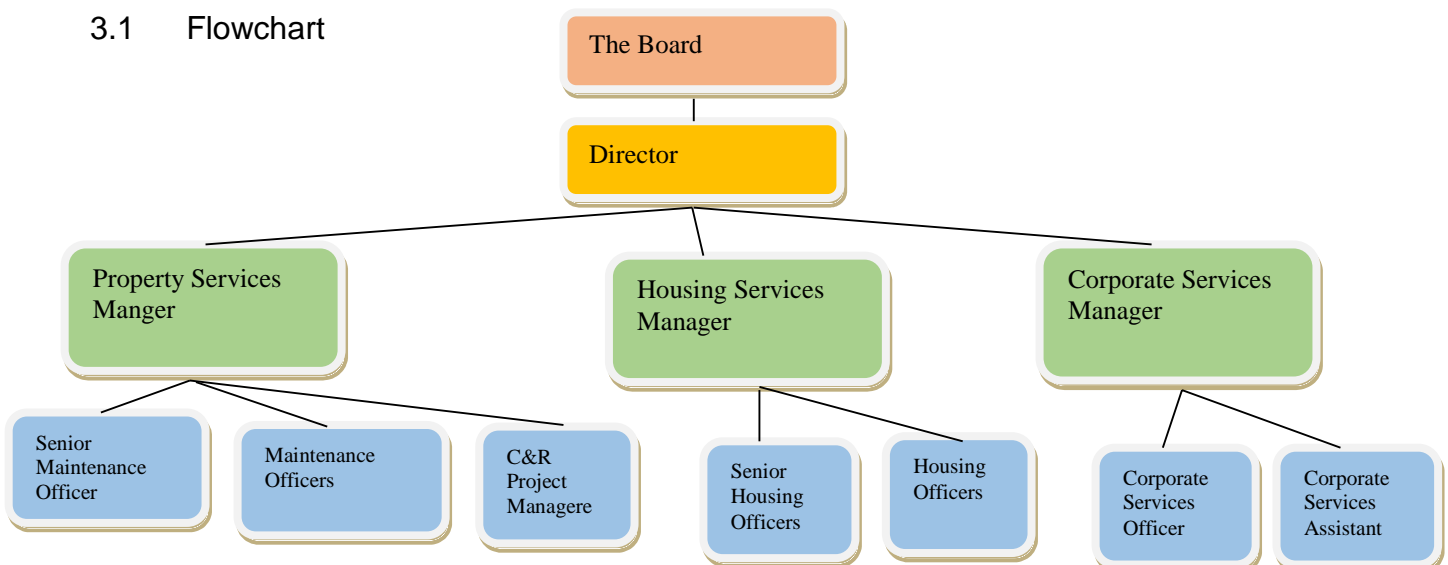 3.1 Flowchart
The Board
Director
Property Services
Manger
Housing Services
Manager
Corporate Services
Manager
Senior
Maintenance
Officer
Maintenance
Officers
C&R
Project
Managere
Senior
Housing
Officers
Housing
Officers
Corporate
Services
Officer
Corporate
Services
Assistant